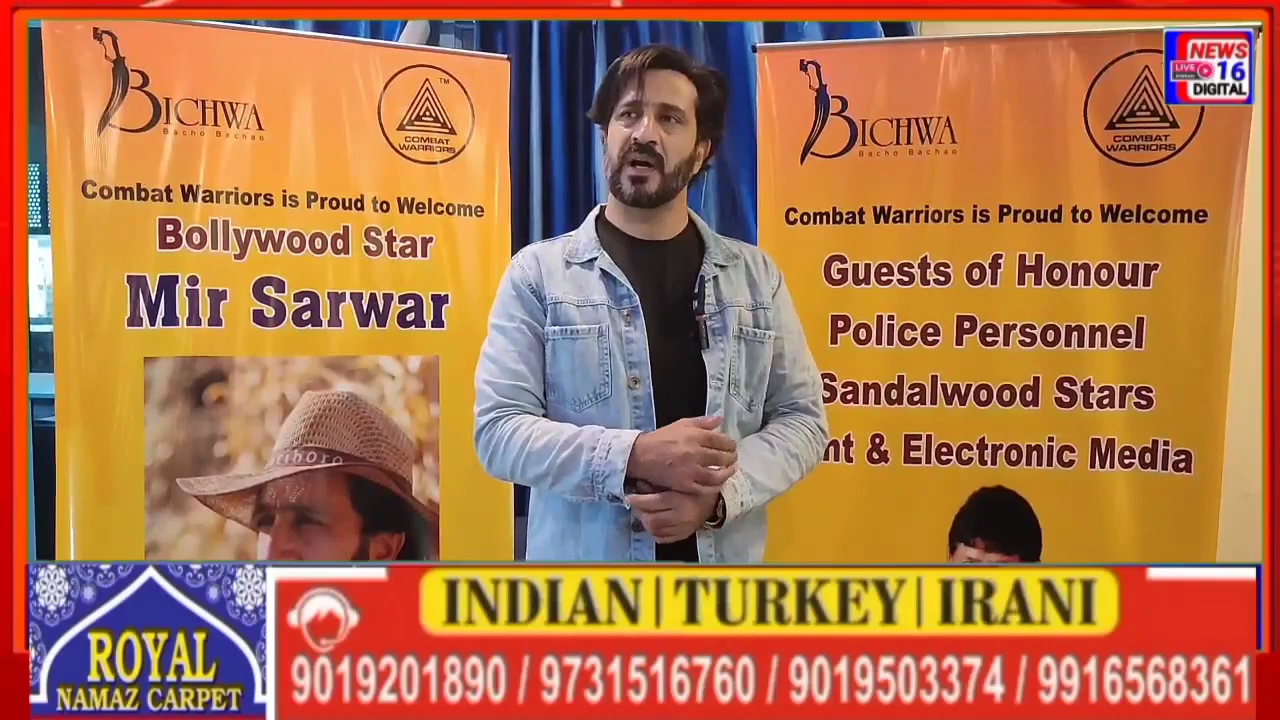 BICHWA
Bacho Bachao
TM
COMBAT
WARRIORS
Combat Warriors is Proud to Welcome
Bollywood Star
Mir Sarwar
BICHWA
Bacho Bachao
COMBAT
WARRIORS
Combat Warriors is Proud to Welcome
Guests of Honour
Police Personnel
Sandalwood Stars
nt & Electronic Media
NEWS
LIVE
16
DIGITAL
ROYAL
NAMAZ CARPET
INDIAN | TURKEY | IRANI
9019201890 / 9731516760 / 9019503374 / 9916568361